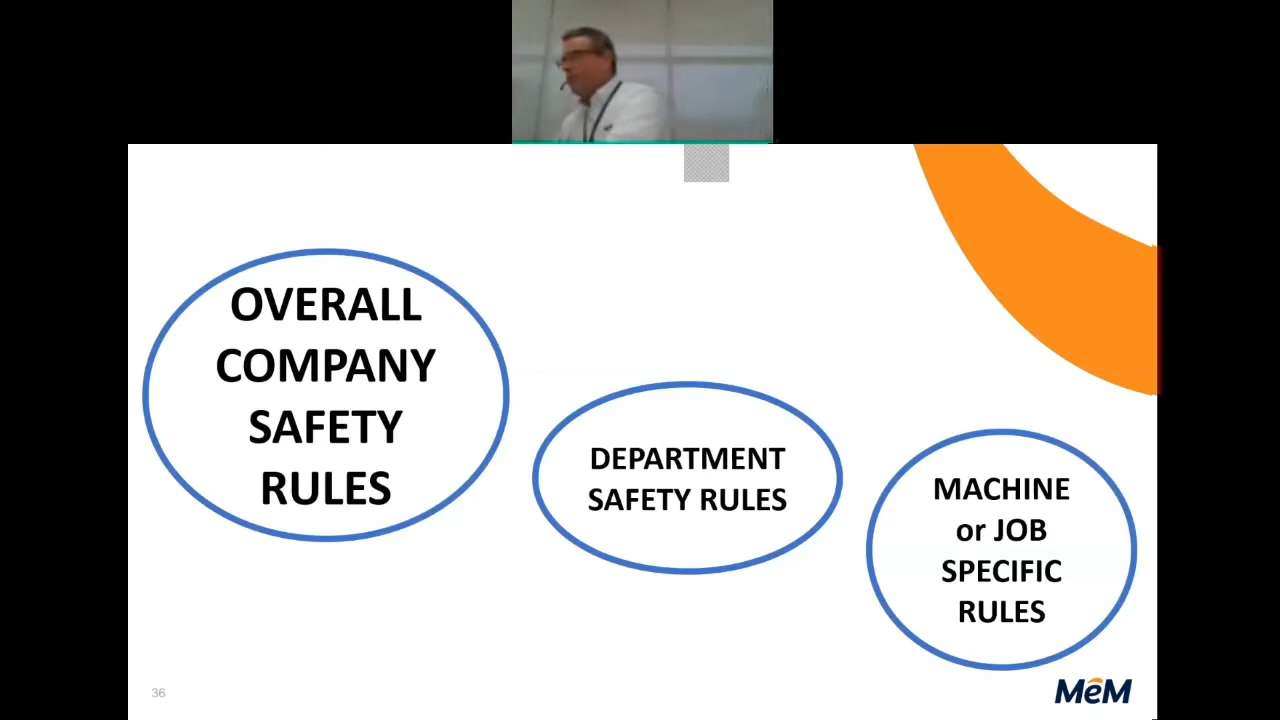 OVERALL
COMPANY
SAFETY
RULES
DEPARTMENT
SAFETY RULES
MACHINE
or JOB
SPECIFIC
RULES
36
MEM